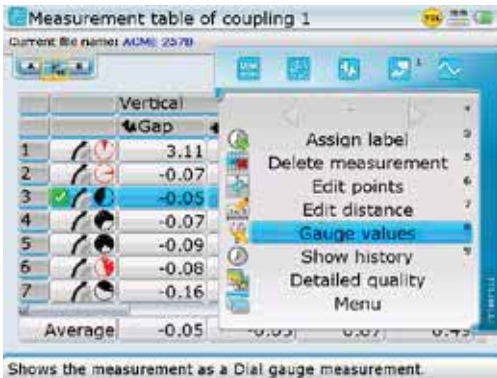 Measurement table of coupling 1
Current file name: ACME 2570
Vertical
Gap
1 3.11
2 -0.07
3 -0.05
4 -0.07
5 -0.09
6 -0.08
7 -0.16
Average -0.05
Assign label
Delete measurement
Edit points
Edit distance
Gauge values
Show history
Detailed quality
Menu
Shows the measurement as a Dial gauge measurement.